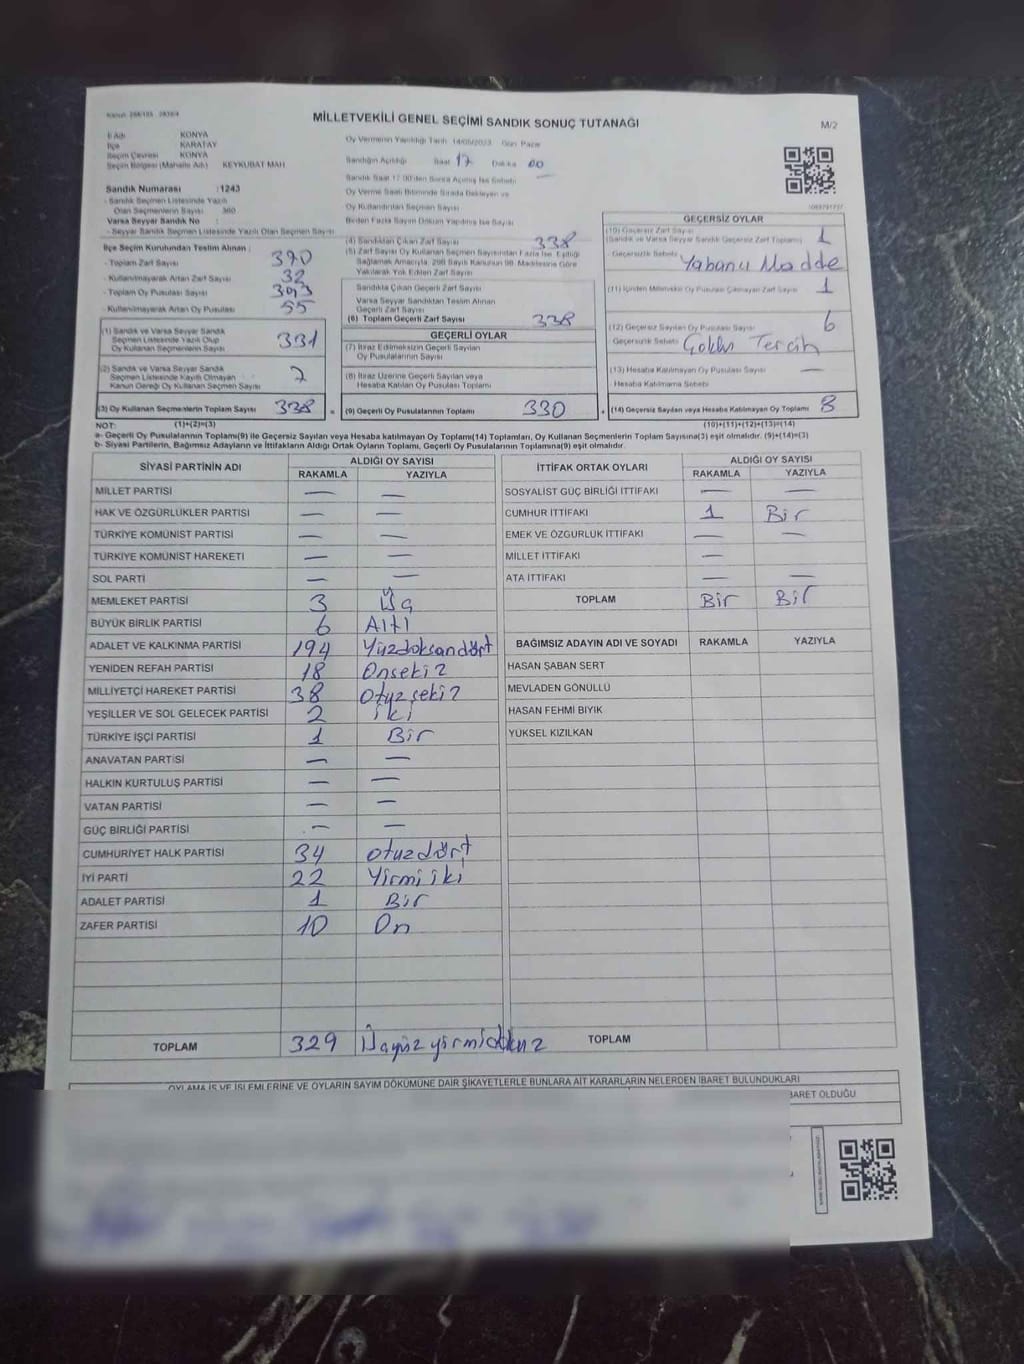 MİLLETVEKİLİ GENEL SEÇİMİ SANDIK SONUÇ TUTANAĞI
M/2
İl Adı KONYA
İlçe KARATAY
Seçim Çevresi KONYA
Seçim Bölgesi (Mahalle Adı) KEYKUBAT MAH
Sandık Numarası : 1243
- Sandık Seçmen Listesinde Yazılı
Olan Seçmenlerin Sayısı 360
Varsa Seyyar Sandık No :
- Seyyar Sandık Seçmen Listesinde Yazılı Olan Seçmen Sayısı
Oy Vermenin Yapıldığı Tarih 14/05/2023 Gün Pazar
Sandığın Açıldığı Saat 17 Dakika 00
Sandık Saat 17:00'den Sonra Açılmış İse Sebebi —
Oy Verme Saati Bitiminde Sırada Bekleyen ve
Oy Kullandırılan Seçmen Sayısı
Birden Fazla Sayım Döküm Yapılmış İse Sayısı
İlçe Seçim Kurulundan Teslim Alınan :
- Toplam Zarf Sayısı 370
- Kullanılmayarak Artan Zarf Sayısı 32
- Toplam Oy Pusulası Sayısı
- Kullanılmayarak Artan Oy Pusulası 55
(1) Sandık ve Varsa Seyyar Sandık
Seçmen Listesinde Yazılı Olup
Oy Kullanan Seçmenlerin Sayısı 331
(2) Sandık ve Varsa Seyyar Sandık
Seçmen Listesinde Kayıtlı Olmayan
Kanun Gereği Oy Kullanan Seçmen Sayısı 7
(3) Oy Kullanan Seçmenlerin Toplam Sayısı 338
(4) Sandıktan Çıkan Zarf Sayısı 338
(5) Zarf Sayısı Oy Kullanan Seçmen Sayısından Fazla İse, Eşitliği
Sağlamak Amacıyla, 298 Sayılı Kanunun 98. Maddesine Göre
Yakılarak Yok Edilen Zarf Sayısı
Sandıkta Çıkan Geçerli Zarf Sayısı
Varsa Seyyar Sandıktan Teslim Alınan
Geçerli Zarf Sayısı
(6) Toplam Geçerli Zarf Sayısı 338
GEÇERLİ OYLAR
(7) İtiraz Edilmeksizin Geçerli Sayılan
Oy Pusulalarının Sayısı
(8) İtiraz Üzerine Geçerli Sayılan veya
Hesaba Katılan Oy Pusulası Toplamı
= (9) Geçerli Oy Pusulalarının Toplamı 330
GEÇERSİZ OYLAR
(10) Geçersiz Zarf Sayısı
(Sandık ve Varsa Seyyar Sandık Geçersiz Zarf Toplamı) 1
Geçersizlik Sebebi Yabancı Madde
(11) İçinden Milletvekili Oy Pusulası Çıkmayan Zarf Sayısı 1
(12) Geçersiz Sayılan Oy Pusulası Sayısı 6
Geçersizlik Sebebi Çoklu Tercih
(13) Hesaba Katılmayan Oy Pusulası Sayısı —
Hesaba Katılmama Sebebi
+ (14) Geçersiz Sayılan veya Hesaba Katılmayan Oy Toplamı 8
NOT: (1)+(2)=(3) (10)+(11)+(12)+(13)=(14)
a- Geçerli Oy Pusulalarının Toplamı(9) ile Geçersiz Sayılan veya Hesaba katılmayan Oy Toplamı(14) Toplamları, Oy Kullanan Seçmenlerin Toplam Sayısına(3) eşit olmalıdır. (9)+(14)=(3)
b- Siyasi Partilerin, Bağımsız Adayların ve İttifakların Aldığı Ortak Oyların Toplamı, Geçerli Oy Pusulalarının Toplamına(9) eşit olmalıdır.
SİYASİ PARTİNİN ADI ALDIĞI OY SAYISI
RAKAMLA YAZIYLA
MİLLET PARTİSİ — —
HAK VE ÖZGÜRLÜKLER PARTİSİ — —
TÜRKİYE KOMÜNİST PARTİSİ — —
TÜRKİYE KOMÜNİST HAREKETİ — —
SOL PARTİ — —
MEMLEKET PARTİSİ 3 Üç
BÜYÜK BİRLİK PARTİSİ 6 Altı
ADALET VE KALKINMA PARTİSİ 194 Yüzdoksandört
YENİDEN REFAH PARTİSİ 18 Onsekiz
MİLLİYETÇİ HAREKET PARTİSİ 38 Otuzsekiz
YEŞİLLER VE SOL GELECEK PARTİSİ 2 iki
TÜRKİYE İŞÇİ PARTİSİ 1 Bir
ANAVATAN PARTİSİ — —
HALKIN KURTULUŞ PARTİSİ — —
VATAN PARTİSİ — —
GÜÇ BİRLİĞİ PARTİSİ — —
CUMHURİYET HALK PARTİSİ 34 otuzdört
İYİ PARTİ 22 Yirmi iki
ADALET PARTİSİ 1 Bir
ZAFER PARTİSİ 10 On
TOPLAM 329 Üçyüz yirmidokuz
İTTİFAK ORTAK OYLARI ALDIĞI OY SAYISI
RAKAMLA YAZIYLA
SOSYALİST GÜÇ BİRLİĞİ İTTİFAKI — —
CUMHUR İTTİFAKI 1 Bir
EMEK VE ÖZGÜRLÜK İTTİFAKI — —
MİLLET İTTİFAKI —
ATA İTTİFAKI — —
TOPLAM Bir Bir
BAĞIMSIZ ADAYIN ADI VE SOYADI RAKAMLA YAZIYLA
HASAN ŞABAN SERT
MEVLADEN GÖNÜLLÜ
HASAN FEHMİ BIYIK
YÜKSEL KIZILKAN
TOPLAM
OYLAMA İŞ VE İŞLEMLERİNE VE OYLARIN SAYIM DÖKÜMÜNE DAİR ŞİKAYETLERLE BUNLARA AİT KARARLARIN NELERDEN İBARET BULUNDUKLARI
İBARET OLDUĞU